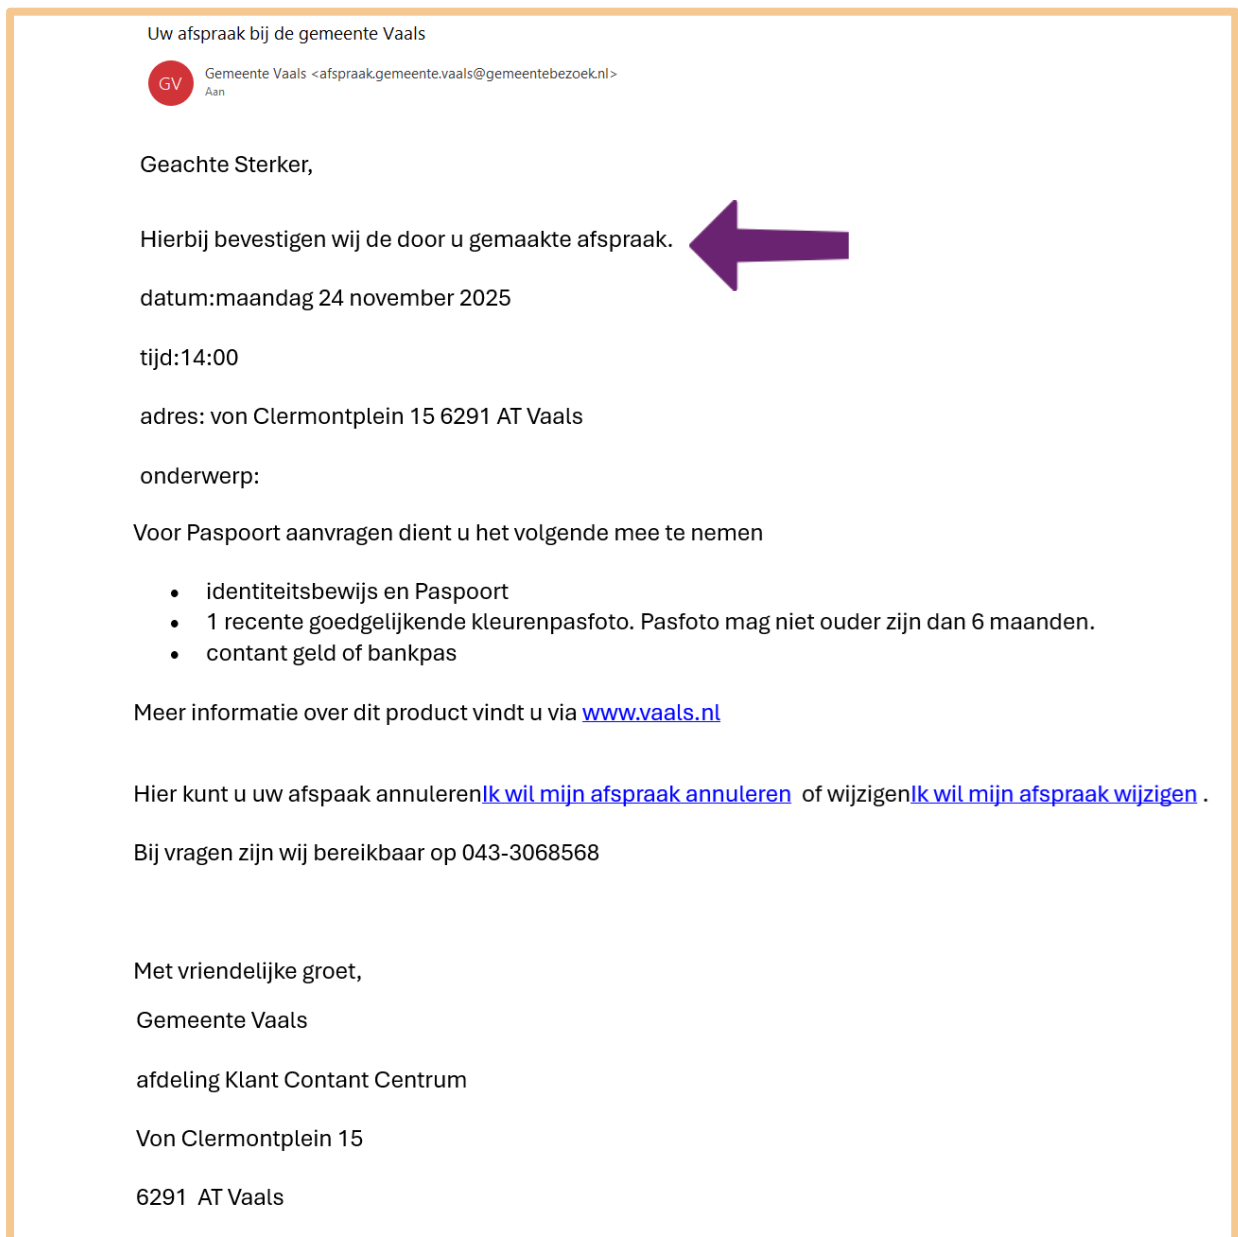 Uw afspraak bij de gemeente Vaals
GV
Gemeente Vaals <afspraak.gemeente.vaals@gemeentebezoek.nl>
Aan
Geachte Sterker,
Hierbij bevestigen wij de door u gemaakte afspraak.
datum:maandag 24 november 2025
tijd:14:00
adres: von Clermontplein 15 6291 AT Vaals
onderwerp:
Voor Paspoort aanvragen dient u het volgende mee te nemen
• identiteitsbewijs en Paspoort
• 1 recente goedgelijkende kleurenpasfoto. Pasfoto mag niet ouder zijn dan 6 maanden.
• contant geld of bankpas
Meer informatie over dit product vindt u via www.vaals.nl
Hier kunt u uw afspaak annulerenIk wil mijn afspraak annuleren of wijzigenIk wil mijn afspraak wijzigen .
Bij vragen zijn wij bereikbaar op 043-3068568
Met vriendelijke groet,
Gemeente Vaals
afdeling Klant Contant Centrum
Von Clermontplein 15
6291 AT Vaals